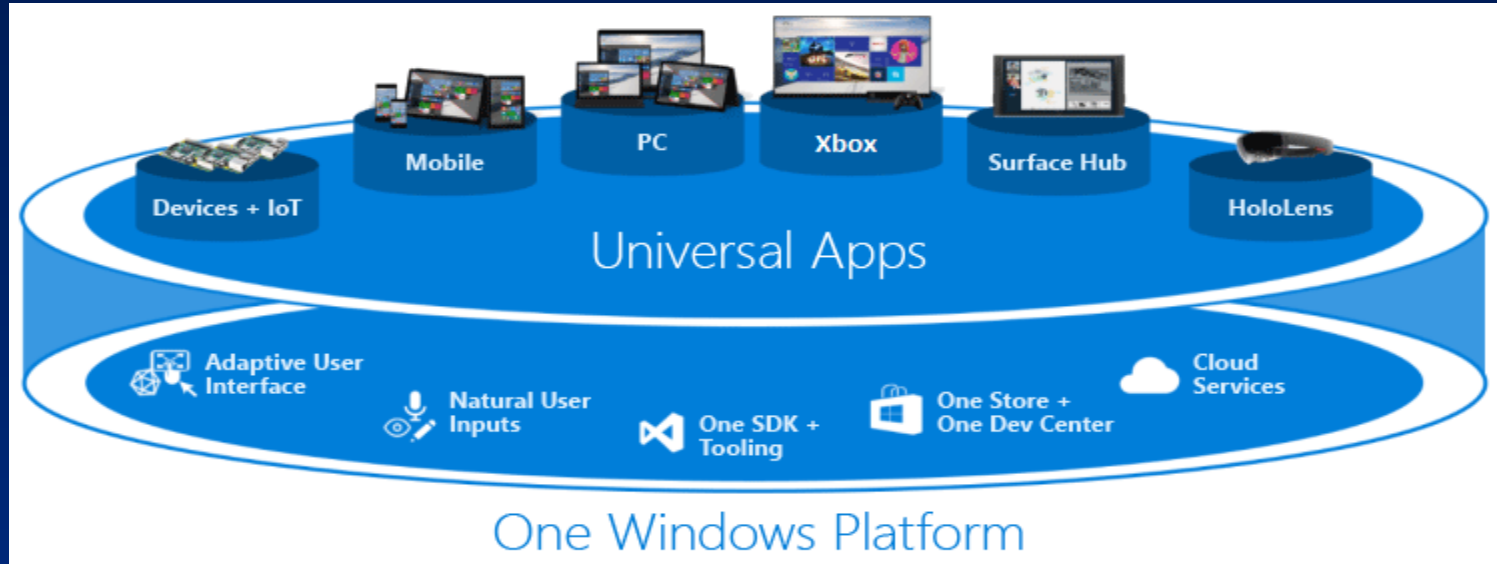 Devices + IoT
Mobile
PC
Xbox
Surface Hub
HoloLens
Universal Apps
Adaptive User
Interface
Natural User
Inputs
One SDK +
Tooling
One Store +
One Dev Center
Cloud
Services
One Windows Platform